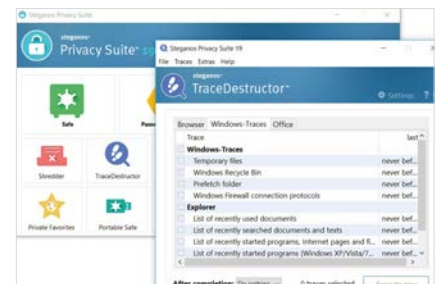 Steganos Privacy Suite
steganos
Privacy Suite 19
Safe
Shredder
TraceDestructor
Private Favorites
Portable Safe
Steganos Privacy Suite 19
File Traces Extras Help
steganos
TraceDestructor
Settings ?
Browser Windows-Traces Office
Trace last
Windows-Traces
Temporary files never bef...
Windows Recycle Bin never bef...
Prefetch folder never bef...
Windows Firewall connection protocols never bef...
Explorer
List of recently used documents never bef...
List of recently searched documents and texts never bef...
List of recently started programs, Internet pages and fi... never bef...
List of recently started programs (Windows XP/Vista/7... never bef...
After completion: Do nothing 0 traces selected